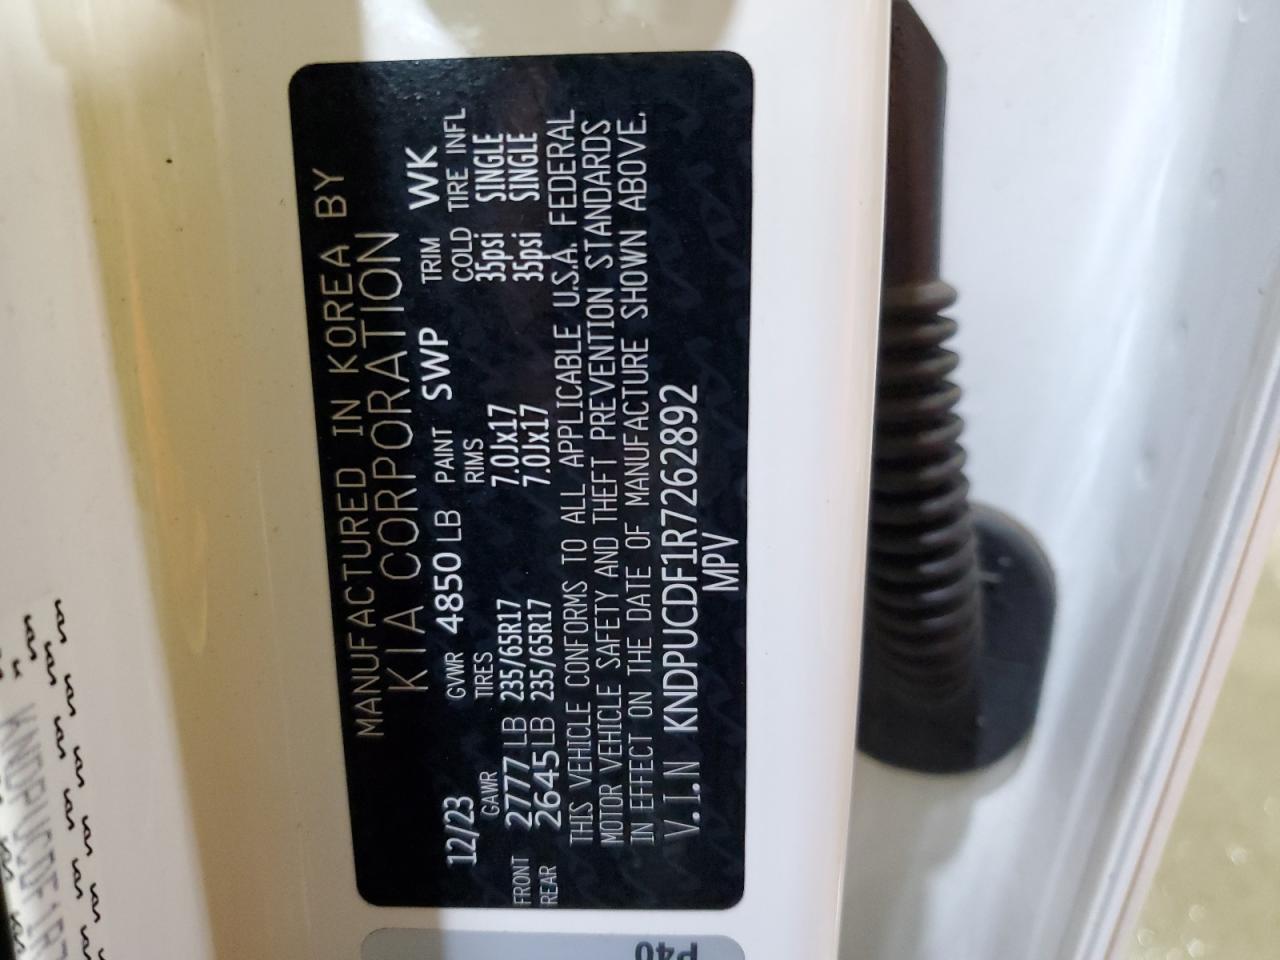 MANUFACTURED IN KOREA BY
KIA CORPORATION
12/23 GVWR 4850 LB PAINT SWP TRIM WK
GAWR TIRES RIMS COLD TIRE INFL
FRONT 2777 LB 235/65R17 7.0Jx17 35psi SINGLE
REAR 2645 LB 235/65R17 7.0Jx17 35psi SINGLE
THIS VEHICLE CONFORMS TO ALL APPLICABLE U.S.A. FEDERAL
MOTOR VEHICLE SAFETY AND THEFT PREVENTION STANDARDS
IN EFFECT ON THE DATE OF MANUFACTURE SHOWN ABOVE.
V.I.N KNDPUCDF1R7262892
MPV
P40